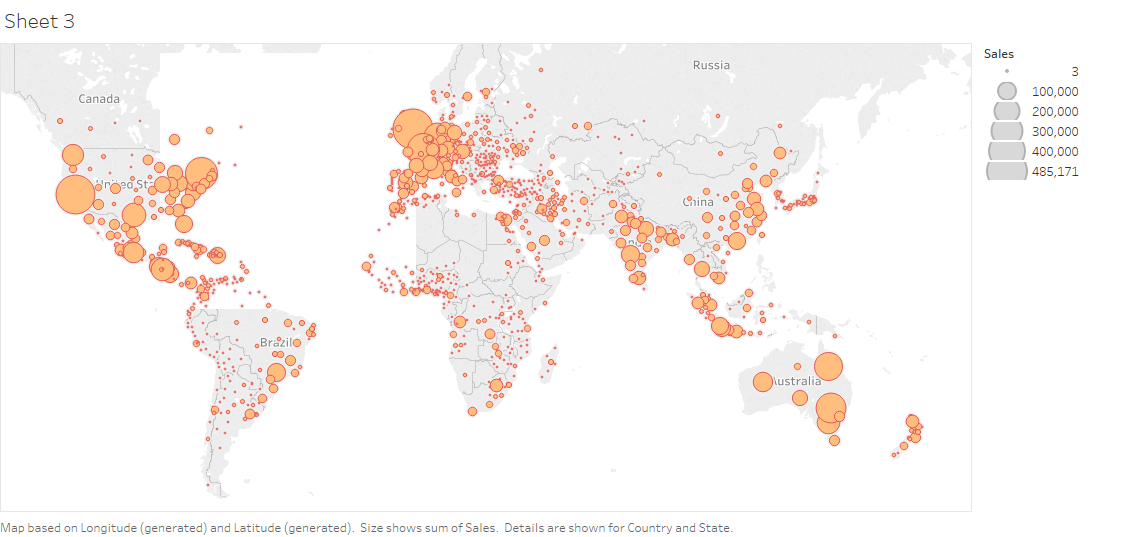 Sheet 3
Sales
3
100,000
200,000
300,000
400,000
485,171
Russia
Canada
United Sta
China
Brazil
Australia
Map based on Longitude (generated) and Latitude (generated). Size shows sum of Sales. Details are shown for Country and State.